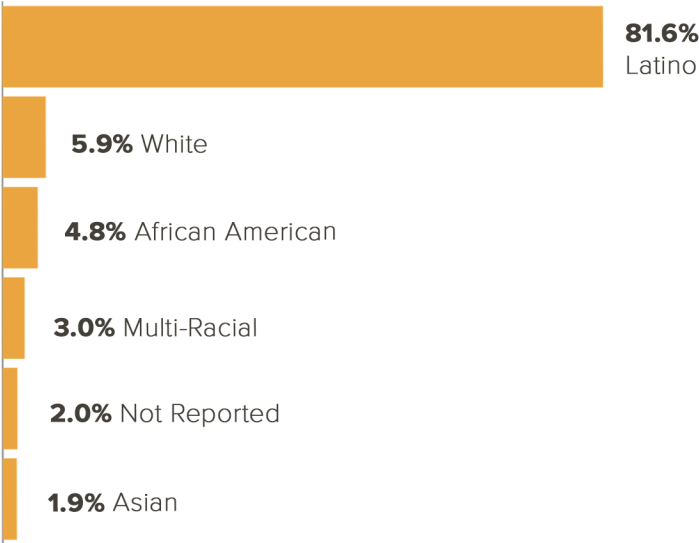 81.6%
Latino
5.9% White
4.8% African American
3.0% Multi-Racial
2.0% Not Reported
1.9% Asian